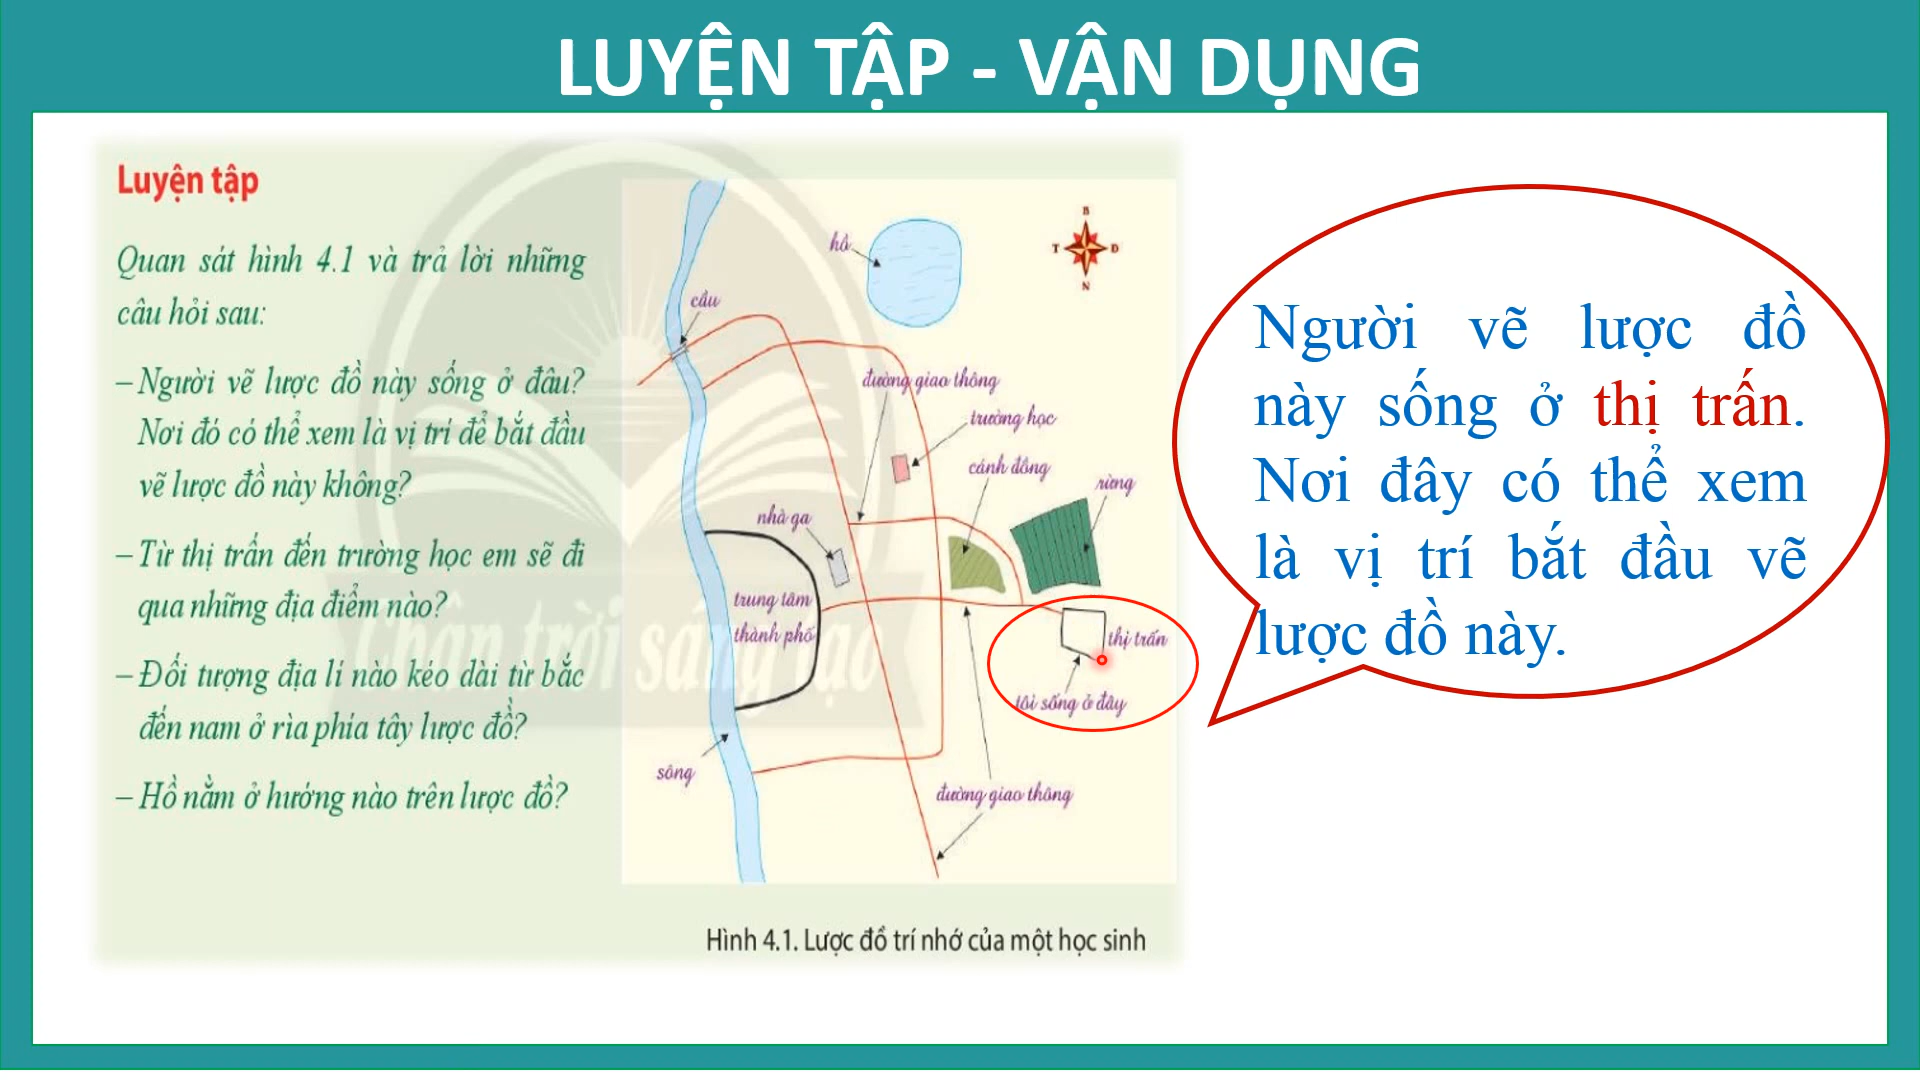 LUYỆN TẬP - VẬN DỤNG
Luyện tập
Quan sát hình 4.1 và trả lời những
câu hỏi sau:
– Người vẽ lược đồ này sống ở đâu?
Nơi đó có thể xem là vị trí để bắt đầu
vẽ lược đồ này không?
– Từ thị trấn đến trường học em sẽ đi
qua những địa điểm nào?
– Đối tượng địa lí nào kéo dài từ bắc
đến nam ở rìa phía tây lược đồ?
– Hồ nằm ở hướng nào trên lược đồ?
hồ
B
T
D
N
cầu
đường giao thông
trường học
cánh đồng
rừng
nhà ga
trung tâm
thành phố
thị trấn
tôi sống ở đây
sông
đường giao thông
Chân trời sáng tạo
Hình 4.1. Lược đồ trí nhớ của một học sinh
Người vẽ lược đồ
này sống ở thị trấn.
Nơi đây có thể xem
là vị trí bắt đầu vẽ
lược đồ này.